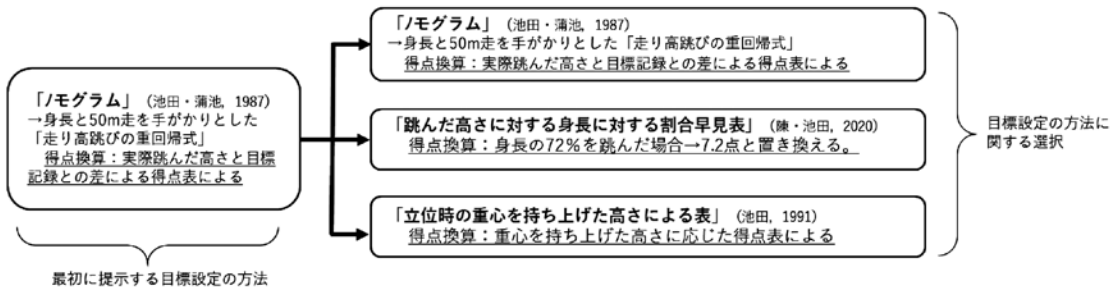 「ノモグラム」（池田・蒲池，1987）
→身長と50m走を手がかりとした
「走り高跳びの重回帰式」
得点換算：実際跳んだ高さと目標
記録との差による得点表による
最初に提示する目標設定の方法
「ノモグラム」（池田・蒲池，1987）
→身長と50m走を手がかりとした「走り高跳びの重回帰式」
得点換算：実際跳んだ高さと目標記録との差による得点表による
「跳んだ高さに対する身長に対する割合早見表」（陳・池田，2020）
得点換算：身長の72％を跳んだ場合→7.2点と置き換える。
「立位時の重心を持ち上げた高さによる表」（池田，1991）
得点換算：重心を持ち上げた高さに応じた得点表による
目標設定の方法に
関する選択